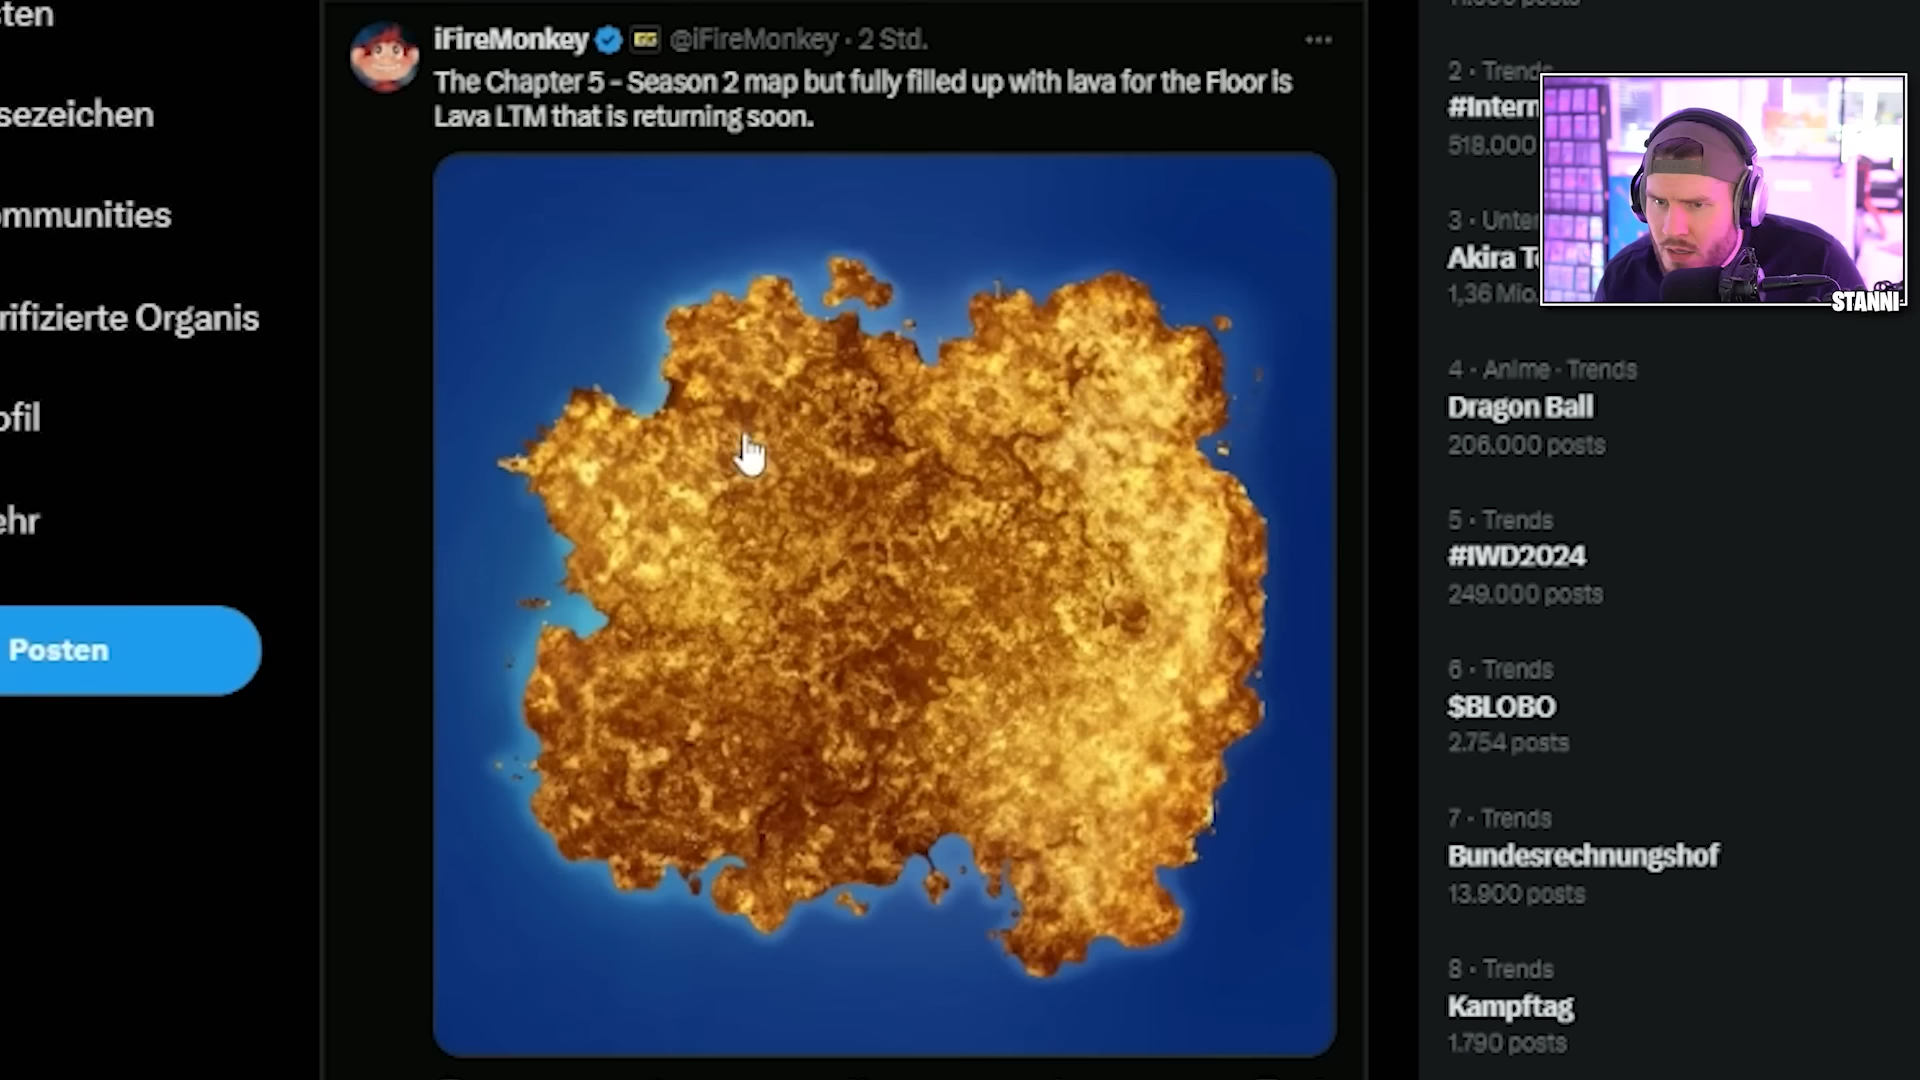 sten
sezeichen
ommunities
rifizierte Organis
ofil
ehr
Posten
iFireMonkey GG @iFireMonkey · 2 Std.
The Chapter 5 - Season 2 map but fully filled up with lava for the Floor is
Lava LTM that is returning soon.
2 · Trends
#Intern
518.000
3 · Unter
Akira To
1,36 Mio.
STANNI
4 · Anime · Trends
Dragon Ball
206.000 posts
5 · Trends
#IWD2024
249.000 posts
6 · Trends
$BLOBO
2.754 posts
7 · Trends
Bundesrechnungshof
13.900 posts
8 · Trends
Kampftag
1.790 posts